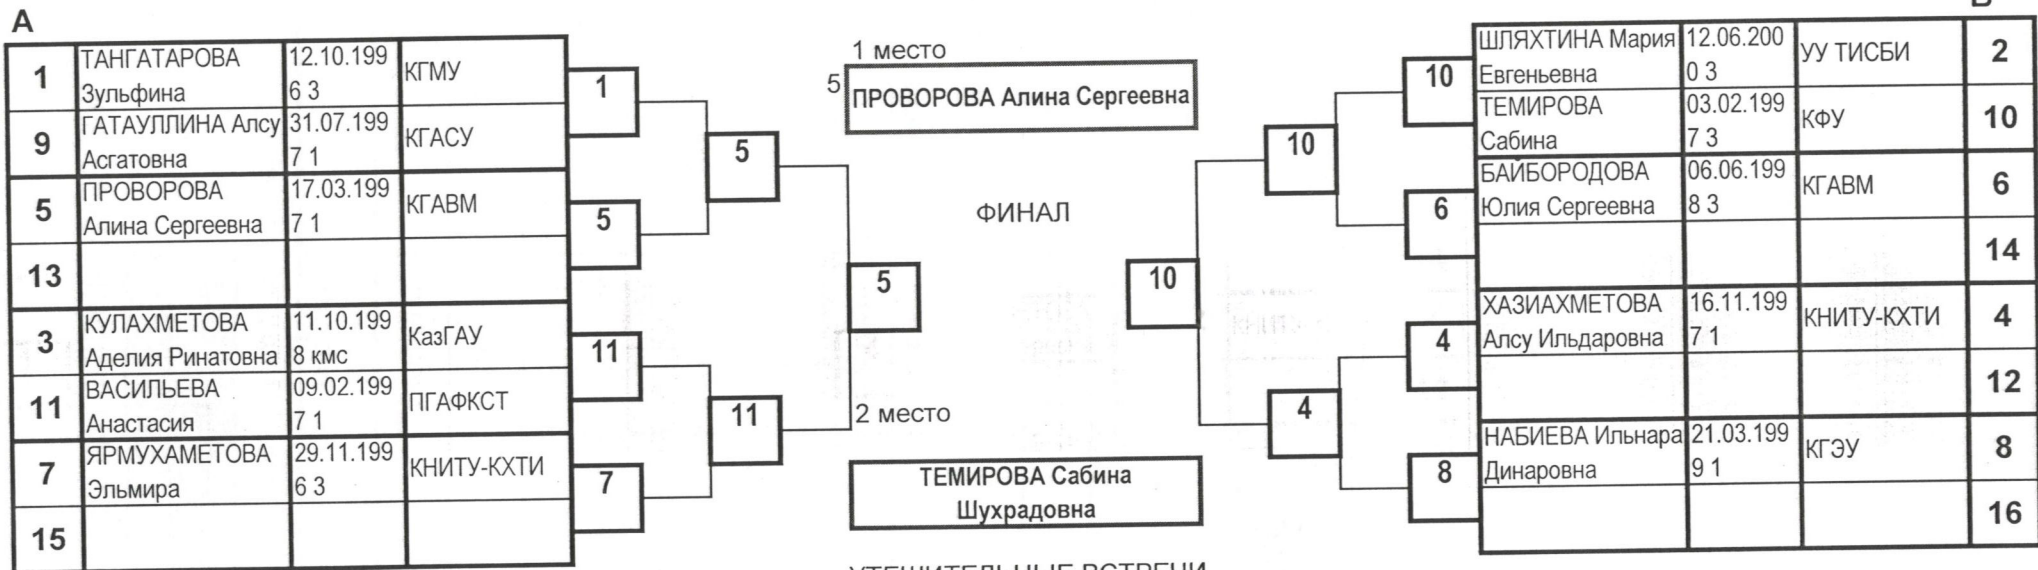 А
1
ТАНГАТАРОВА
Зульфина
12.10.199
6 3
КГМУ
9
ГАТАУЛЛИНА Алсу
Асгатовна
31.07.199
7 1
КГАСУ
5
ПРОВОРОВА
Алина Сергеевна
17.03.199
7 1
КГАВМ
13
3
КУЛАХМЕТОВА
Аделия Ринатовна
11.10.199
8 кмс
КазГАУ
11
ВАСИЛЬЕВА
Анастасия
09.02.199
7 1
ПГАФКСТ
7
ЯРМУХАМЕТОВА
Эльмира
29.11.199
6 3
КНИТУ-КХТИ
15
1
5
11
7
5
11
5
1 место
5
ПРОВОРОВА Алина Сергеевна
ФИНАЛ
2 место
ТЕМИРОВА Сабина
Шухрадовна
УТЕШИТЕЛЬНЫЕ ВСТРЕЧИ
10
10
4
10
6
4
8
ШЛЯХТИНА Мария
Евгеньевна
12.06.200
0 3
УУ ТИСБИ
2
ТЕМИРОВА
Сабина
03.02.199
7 3
КФУ
10
БАЙБОРОДОВА
Юлия Сергеевна
06.06.199
8 3
КГАВМ
6
14
ХАЗИАХМЕТОВА
Алсу Ильдаровна
16.11.199
7 1
КНИТУ-КХТИ
4
12
НАБИЕВА Ильнара
Динаровна
21.03.199
9 1
КГЭУ
8
16